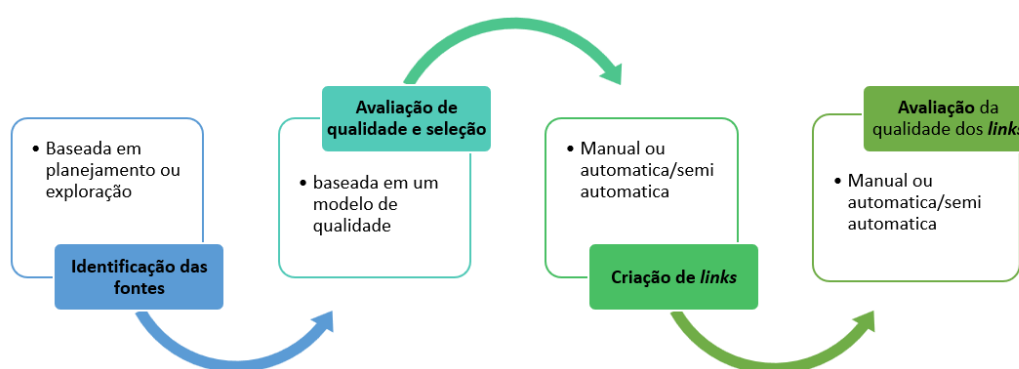 • Baseada em
planejamento ou
exploração
Identificação das
fontes
Avaliação de
qualidade e seleção
• baseada em um
modelo de
qualidade
• Manual ou
automatica/semi
automatica
Criação de links
Avaliação da
qualidade dos links
• Manual ou
automatica/semi
automatica